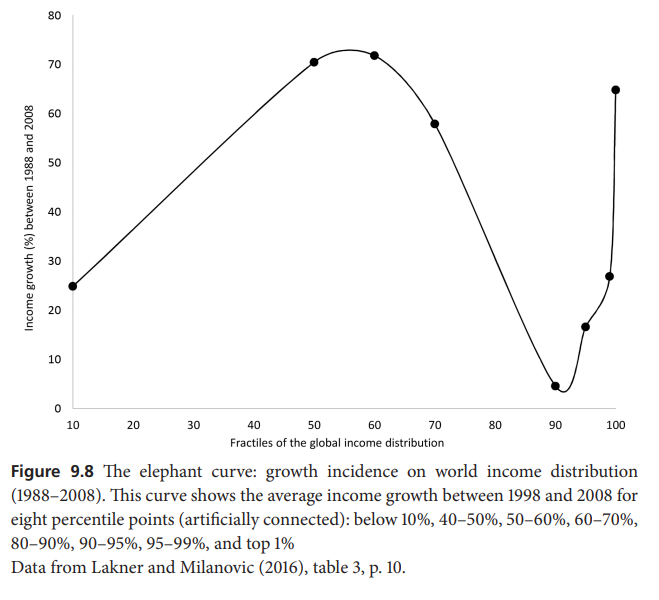 80
70
60
50
40
30
20
10
0
Income growth (%) between 1988 and 2008
10 20 30 40 50 60 70 80 90 100
Fractiles of the global income distribution
Figure 9.8 The elephant curve: growth incidence on world income distribution
(1988–2008). This curve shows the average income growth between 1998 and 2008 for
eight percentile points (artificially connected): below 10%, 40–50%, 50–60%, 60–70%,
80–90%, 90–95%, 95–99%, and top 1%
Data from Lakner and Milanovic (2016), table 3, p. 10.